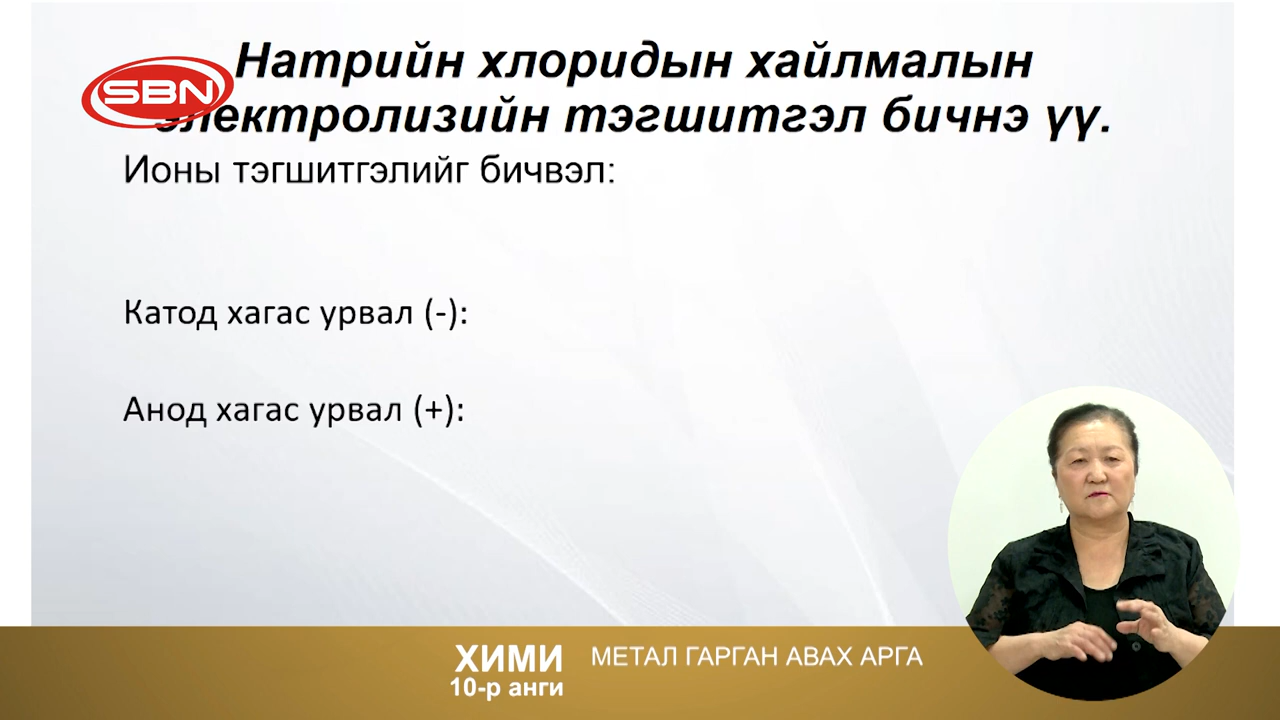 Натрийн хлоридын хайлмалын
SBN
электролизийн тэгшитгэл бичнэ үү.
Ионы тэгшитгэлийг бичвэл:
Катод хагас урвал (-):
Анод хагас урвал (+):
ХИМИ МЕТАЛ ГАРГАН АВАХ АРГА
10-р анги